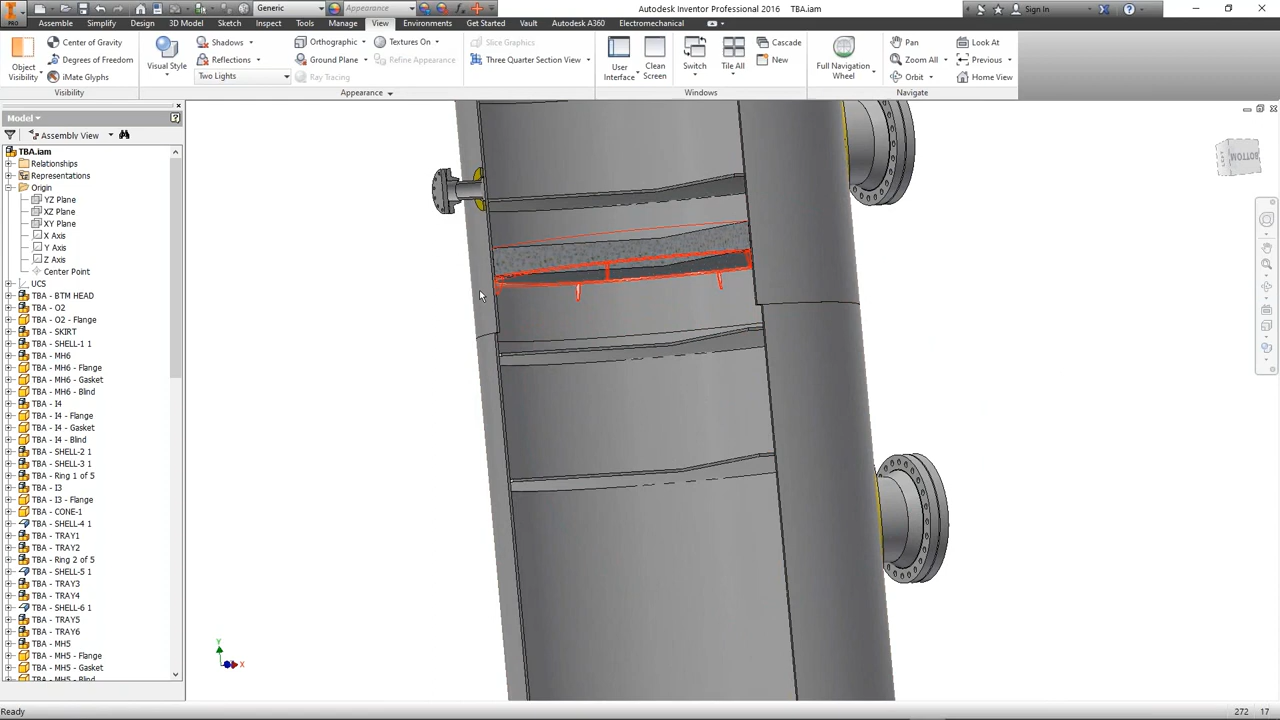 Generic
Appearance
Autodesk Inventor Professional 2016 TBA.iam
Sign In
PRO
Assemble Simplify Design 3D Model Sketch Inspect Tools Manage View Environments Get Started Vault Autodesk A360 Electromechanical
Object
Visibility
Center of Gravity
Degrees of Freedom
iMate Glyphs
Visibility
Visual Style
Shadows
Reflections
Two Lights
Orthographic
Ground Plane
Ray Tracing
Textures On
Refine Appearance
Slice Graphics
Three Quarter Section View
Appearance
User
Interface
Clean
Screen
Switch
Tile All
Cascade
New
Windows
Full Navigation
Wheel
Pan
Zoom All
Orbit
Look At
Previous
Home View
Navigate
Model
Assembly View
TBA.iam
Relationships
Representations
Origin
YZ Plane
XZ Plane
XY Plane
X Axis
Y Axis
Z Axis
Center Point
UCS
TBA - BTM HEAD
TBA - O2
TBA - O2 - Flange
TBA - SKIRT
TBA - SHELL-1 1
TBA - MH6
TBA - MH6 - Flange
TBA - MH6 - Gasket
TBA - MH6 - Blind
TBA - I4
TBA - I4 - Flange
TBA - I4 - Gasket
TBA - I4 - Blind
TBA - SHELL-2 1
TBA - SHELL-3 1
TBA - Ring 1 of 5
TBA - I3
TBA - I3 - Flange
TBA - CONE-1
TBA - SHELL-4 1
TBA - TRAY1
TBA - TRAY2
TBA - Ring 2 of 5
TBA - SHELL-5 1
TBA - TRAY3
TBA - TRAY4
TBA - SHELL-6 1
TBA - TRAY5
TBA - TRAY6
TBA - MH5
TBA - MH5 - Flange
TBA - MH5 - Gasket
TBA - MH5 - Blind
BOTTOM
Y
X
Ready
272 17